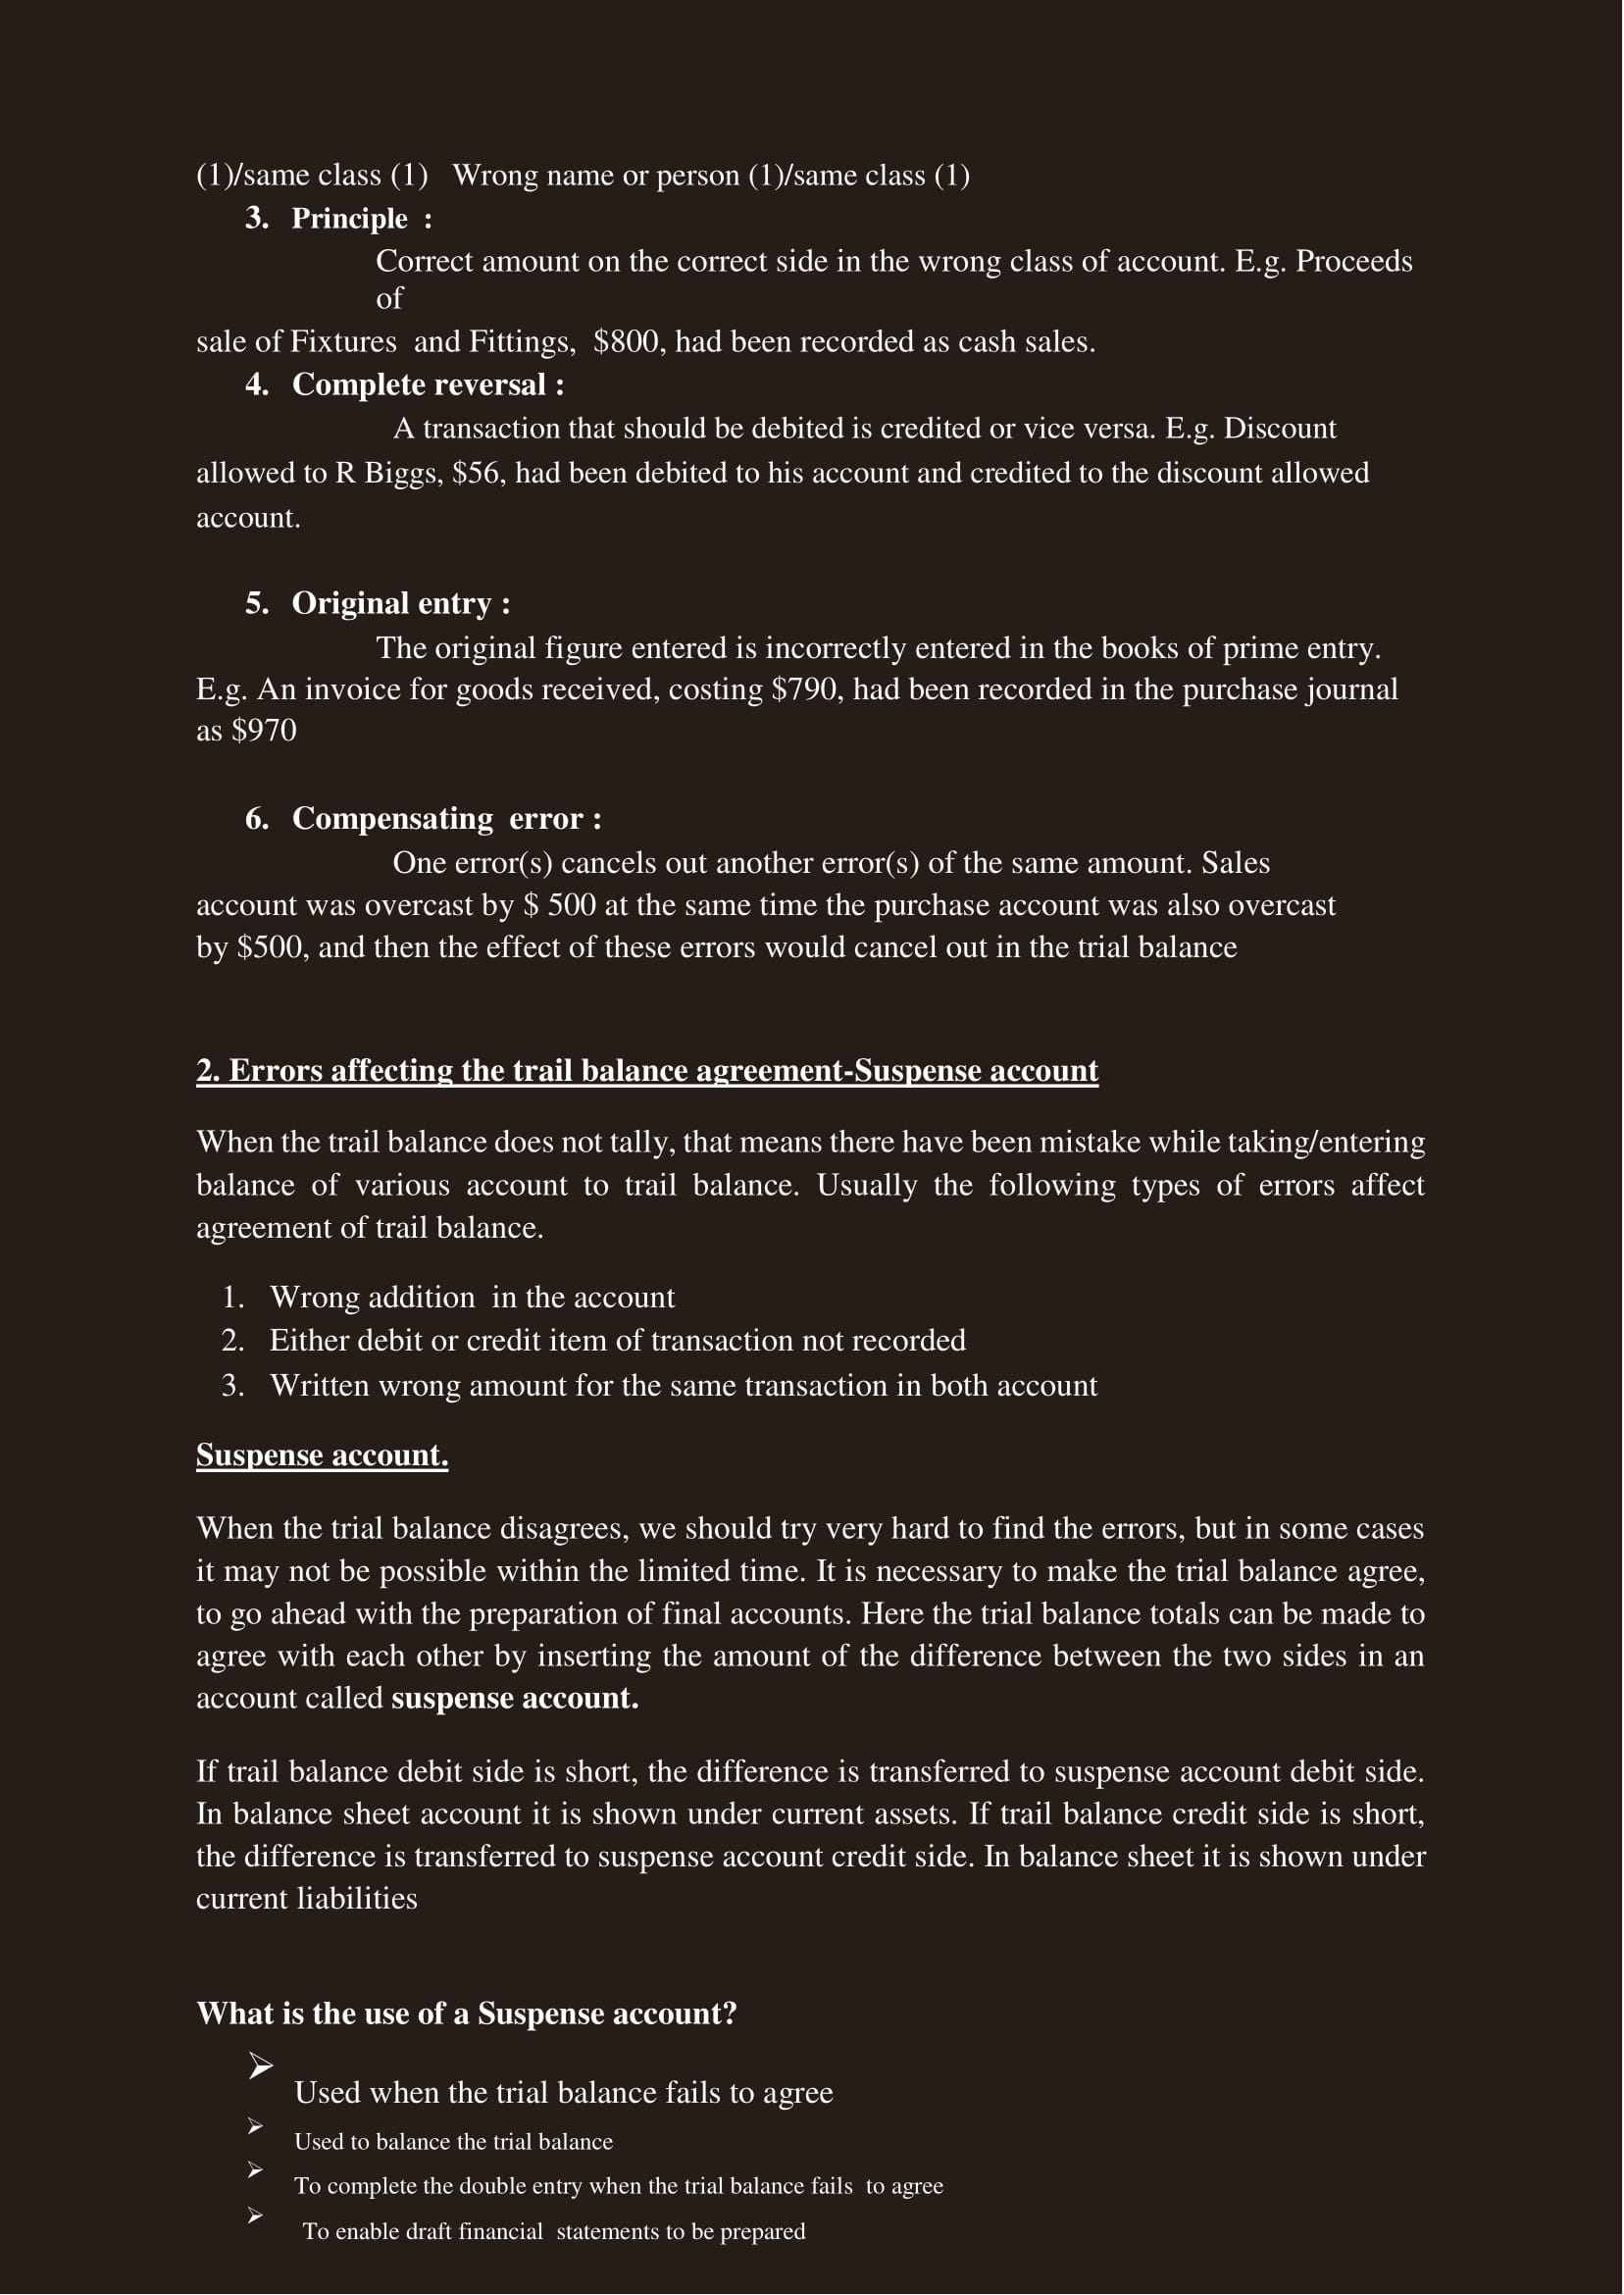 (1)/same class (1)   Wrong name or person (1)/same class (1)
3. Principle :
Correct amount on the correct side in the wrong class of account. E.g. Proceeds
of
sale of Fixtures and Fittings, $800, had been recorded as cash sales.
4. Complete reversal :
A transaction that should be debited is credited or vice versa. E.g. Discount
allowed to R Biggs, $56, had been debited to his account and credited to the discount allowed
account.
5. Original entry :
The original figure entered is incorrectly entered in the books of prime entry.
E.g. An invoice for goods received, costing $790, had been recorded in the purchase journal
as $970
6. Compensating error :
One error(s) cancels out another error(s) of the same amount. Sales
account was overcast by $ 500 at the same time the purchase account was also overcast
by $500, and then the effect of these errors would cancel out in the trial balance
2. Errors affecting the trail balance agreement-Suspense account
When the trail balance does not tally, that means there have been mistake while taking/entering
balance of various account to trail balance. Usually the following types of errors affect
agreement of trail balance.
1. Wrong addition in the account
2. Either debit or credit item of transaction not recorded
3. Written wrong amount for the same transaction in both account
Suspense account.
When the trial balance disagrees, we should try very hard to find the errors, but in some cases
it may not be possible within the limited time. It is necessary to make the trial balance agree,
to go ahead with the preparation of final accounts. Here the trial balance totals can be made to
agree with each other by inserting the amount of the difference between the two sides in an
account called suspense account.
If trail balance debit side is short, the difference is transferred to suspense account debit side.
In balance sheet account it is shown under current assets. If trail balance credit side is short,
the difference is transferred to suspense account credit side. In balance sheet it is shown under
current liabilities
What is the use of a Suspense account?
➢ Used when the trial balance fails to agree
➢ Used to balance the trial balance
➢ To complete the double entry when the trial balance fails to agree
➢ To enable draft financial statements to be prepared